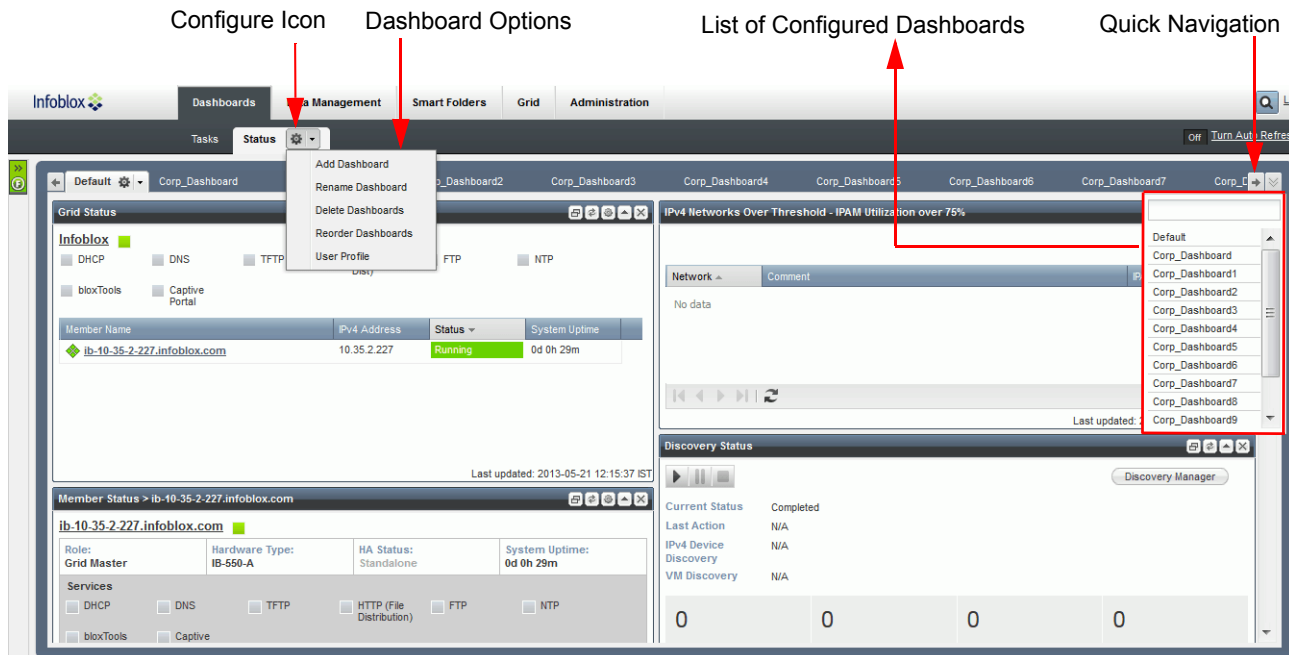 Configure Icon Dashboard Options List of Configured Dashboards Quick Navigation
Infoblox Dashboards Management Smart Folders Grid Administration
Tasks Status Off Turn Auto
Default Corp_Dashboard Corp_Dashboard3 Corp_Dashboard4 Corp_Dashboard5 Corp_Dashboard6 Corp_Dashboard7
Add Dashboard
Rename Dashboard
Delete Dashboards
Reorder Dashboards
User Profile
Grid Status
Infoblox
DHCP DNS TFTP FTP NTP
Dist)
bloxTools Captive Portal
Member Name IPv4 Address Status System Uptime
ib-10-35-2-227.infoblox.com 10.35.2.227 Running 0d 0h 29m
Last updated: 2013-05-21 12:15:37 IST
IPv4 Networks Over Threshold - IPAM Utilization over 75%
Network Comment
No data
Last updated:
Default
Corp_Dashboard
Corp_Dashboard1
Corp_Dashboard2
Corp_Dashboard3
Corp_Dashboard4
Corp_Dashboard5
Corp_Dashboard6
Corp_Dashboard7
Corp_Dashboard8
Corp_Dashboard9
Member Status > ib-10-35-2-227.infoblox.com
ib-10-35-2-227.infoblox.com
Role: Hardware Type: HA Status: System Uptime:
Grid Master IB-550-A Standalone 0d 0h 29m
Services
DHCP DNS TFTP HTTP (File Distribution) FTP NTP
bloxTools Captive
Discovery Status
Discovery Manager
Current Status Completed
Last Action N/A
IPv4 Device Discovery N/A
VM Discovery N/A
0 0 0 0